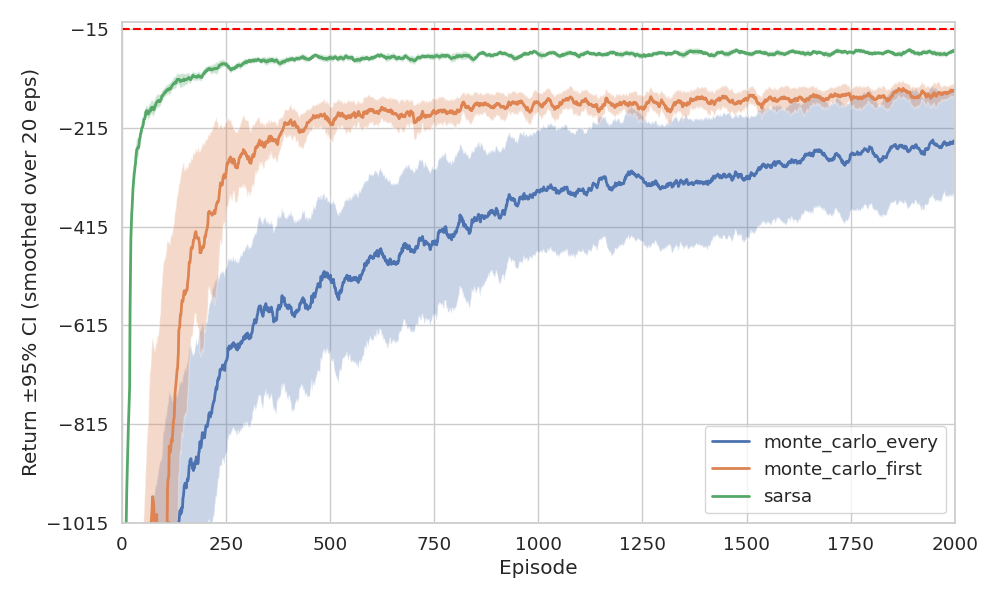 Return ±95% CI (smoothed over 20 eps)
−15
−215
−415
−615
−815
−1015
0 250 500 750 1000 1250 1500 1750 2000
Episode
monte_carlo_every
monte_carlo_first
sarsa